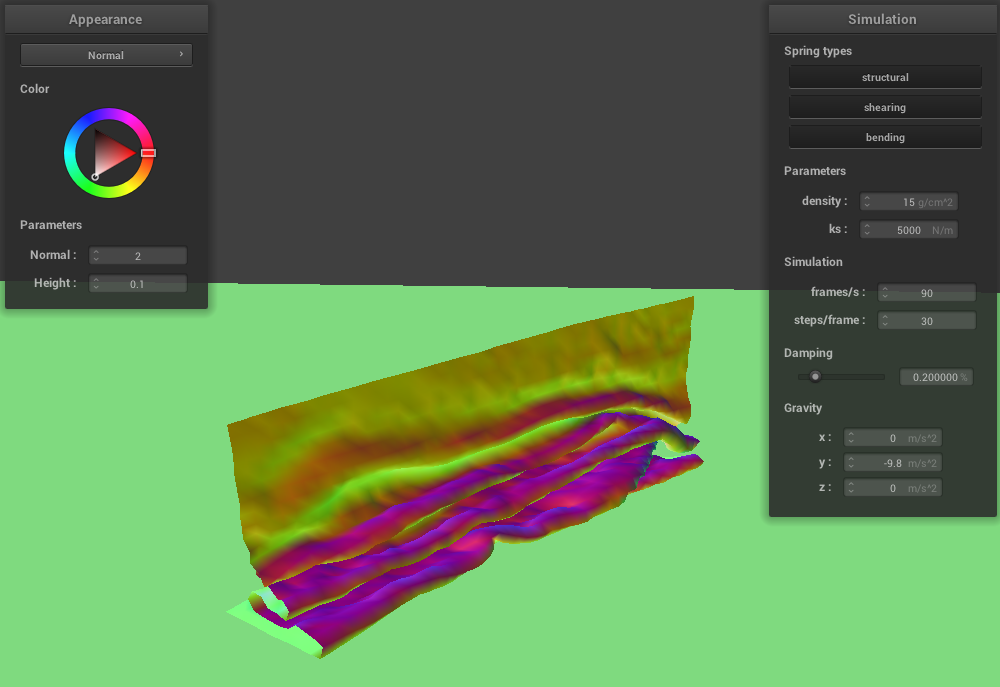 Appearance
Normal ›
Color
Parameters
Normal : 2
Height : 0.1
Simulation
Spring types
structural
shearing
bending
Parameters
density : 15 g/cm^2
ks : 5000 N/m
Simulation
frames/s : 90
steps/frame : 30
Damping
0.200000 %
Gravity
x : 0 m/s^2
y : -9.8 m/s^2
z : 0 m/s^2